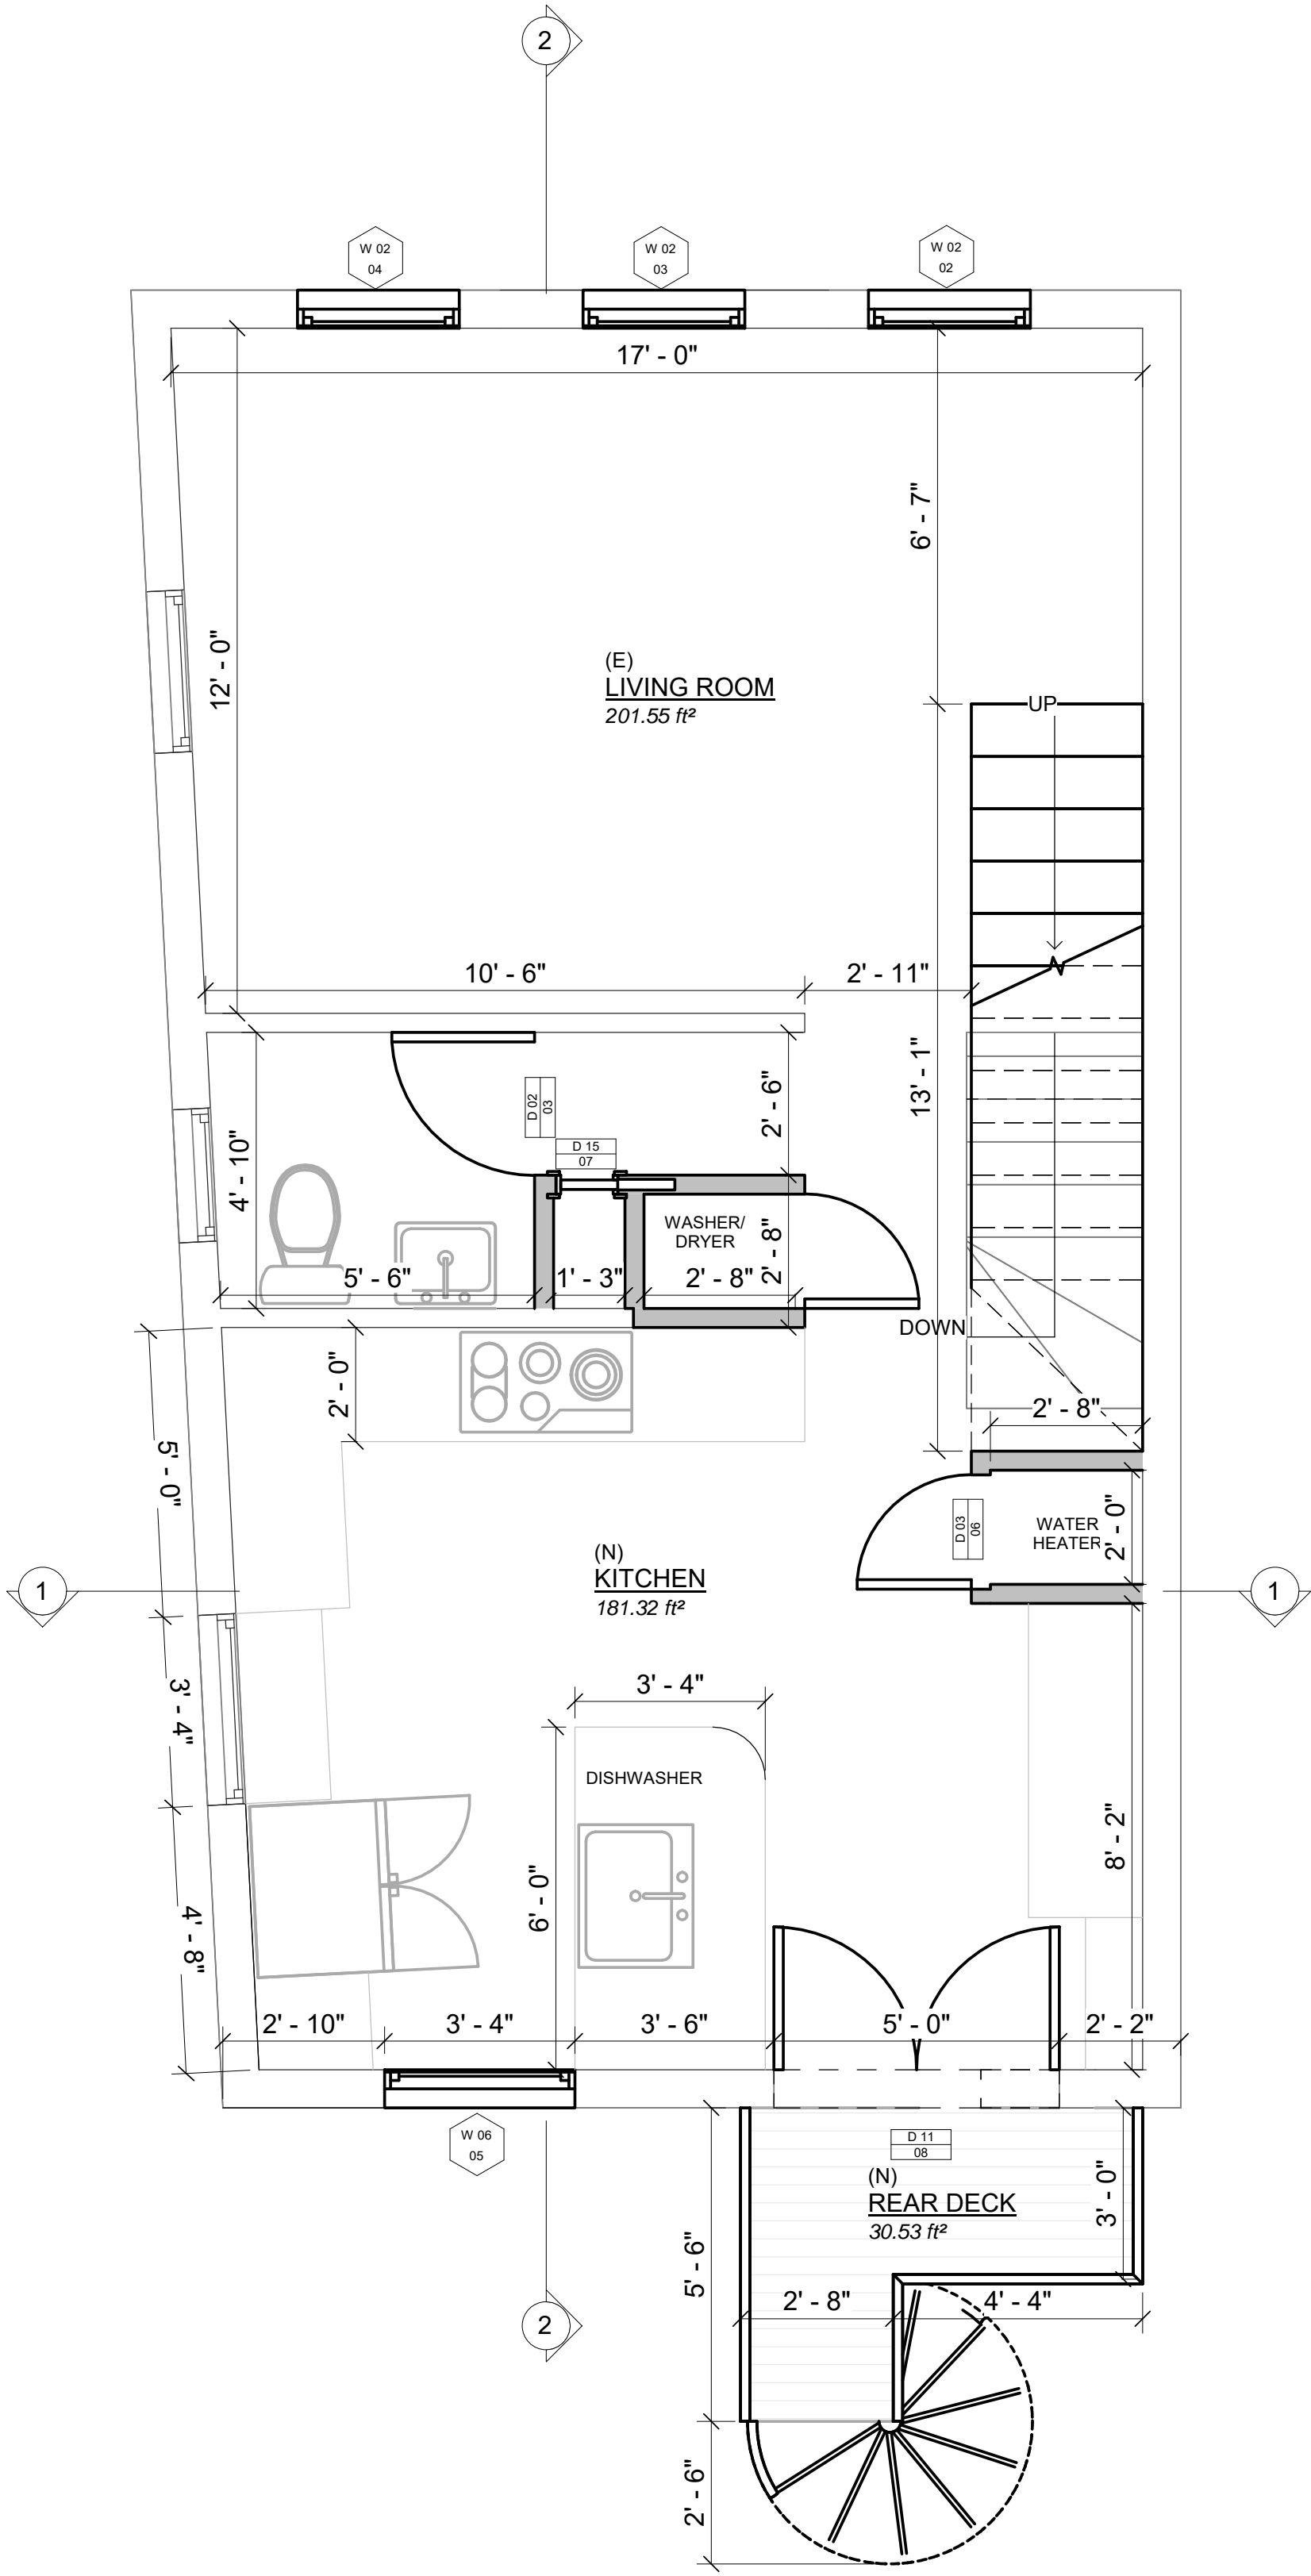 2
W 02
04
W 02
03
W 02
02
17' - 0"
6' - 7"
12' - 0"
(E)
LIVING ROOM
201.55 ft²
UP
10' - 6"
2' - 11"
13' - 1"
D 02
03
2' - 6"
4' - 10"
D 15
07
WASHER/
DRYER
2' - 8"
5' - 6"
1' - 3"
2' - 8"
DOWN
2' - 0"
2' - 8"
5' - 0"
D 03
06
WATER
HEATER
2' - 0"
(N)
KITCHEN
181.32 ft²
1
1
3' - 4"
3' - 4"
DISHWASHER
8' - 2"
6' - 0"
4' - 8"
2' - 10"
3' - 4"
3' - 6"
5' - 0"
2' - 2"
W 06
05
D 11
08
(N)
REAR DECK
30.53 ft²
3' - 0"
5' - 6"
2' - 8"
4' - 4"
2
2' - 6"